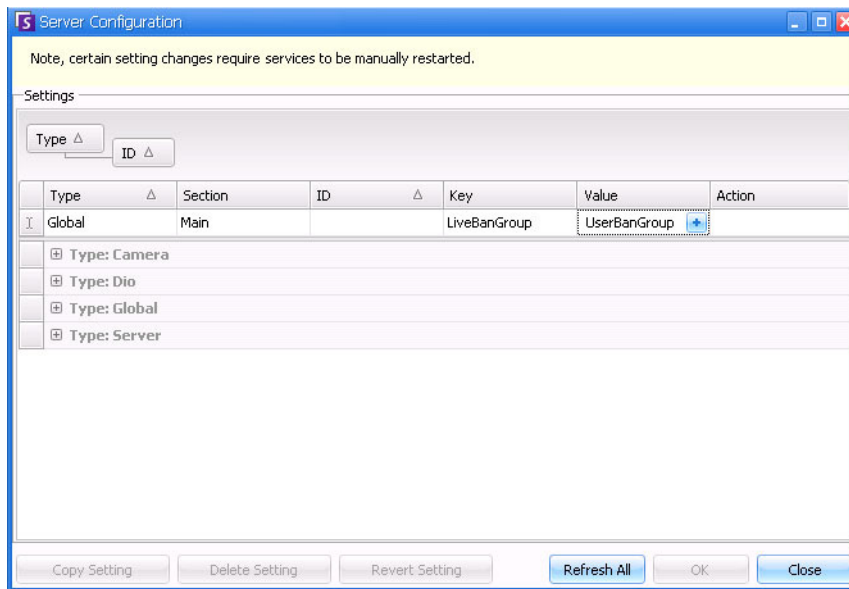 Server Configuration
Note, certain setting changes require services to be manually restarted.
Settings
Type
ID
Type Section ID Key Value Action
Global Main LiveBanGroup UserBanGroup
Type: Camera
Type: Dio
Type: Global
Type: Server
Copy Setting Delete Setting Revert Setting Refresh All OK Close